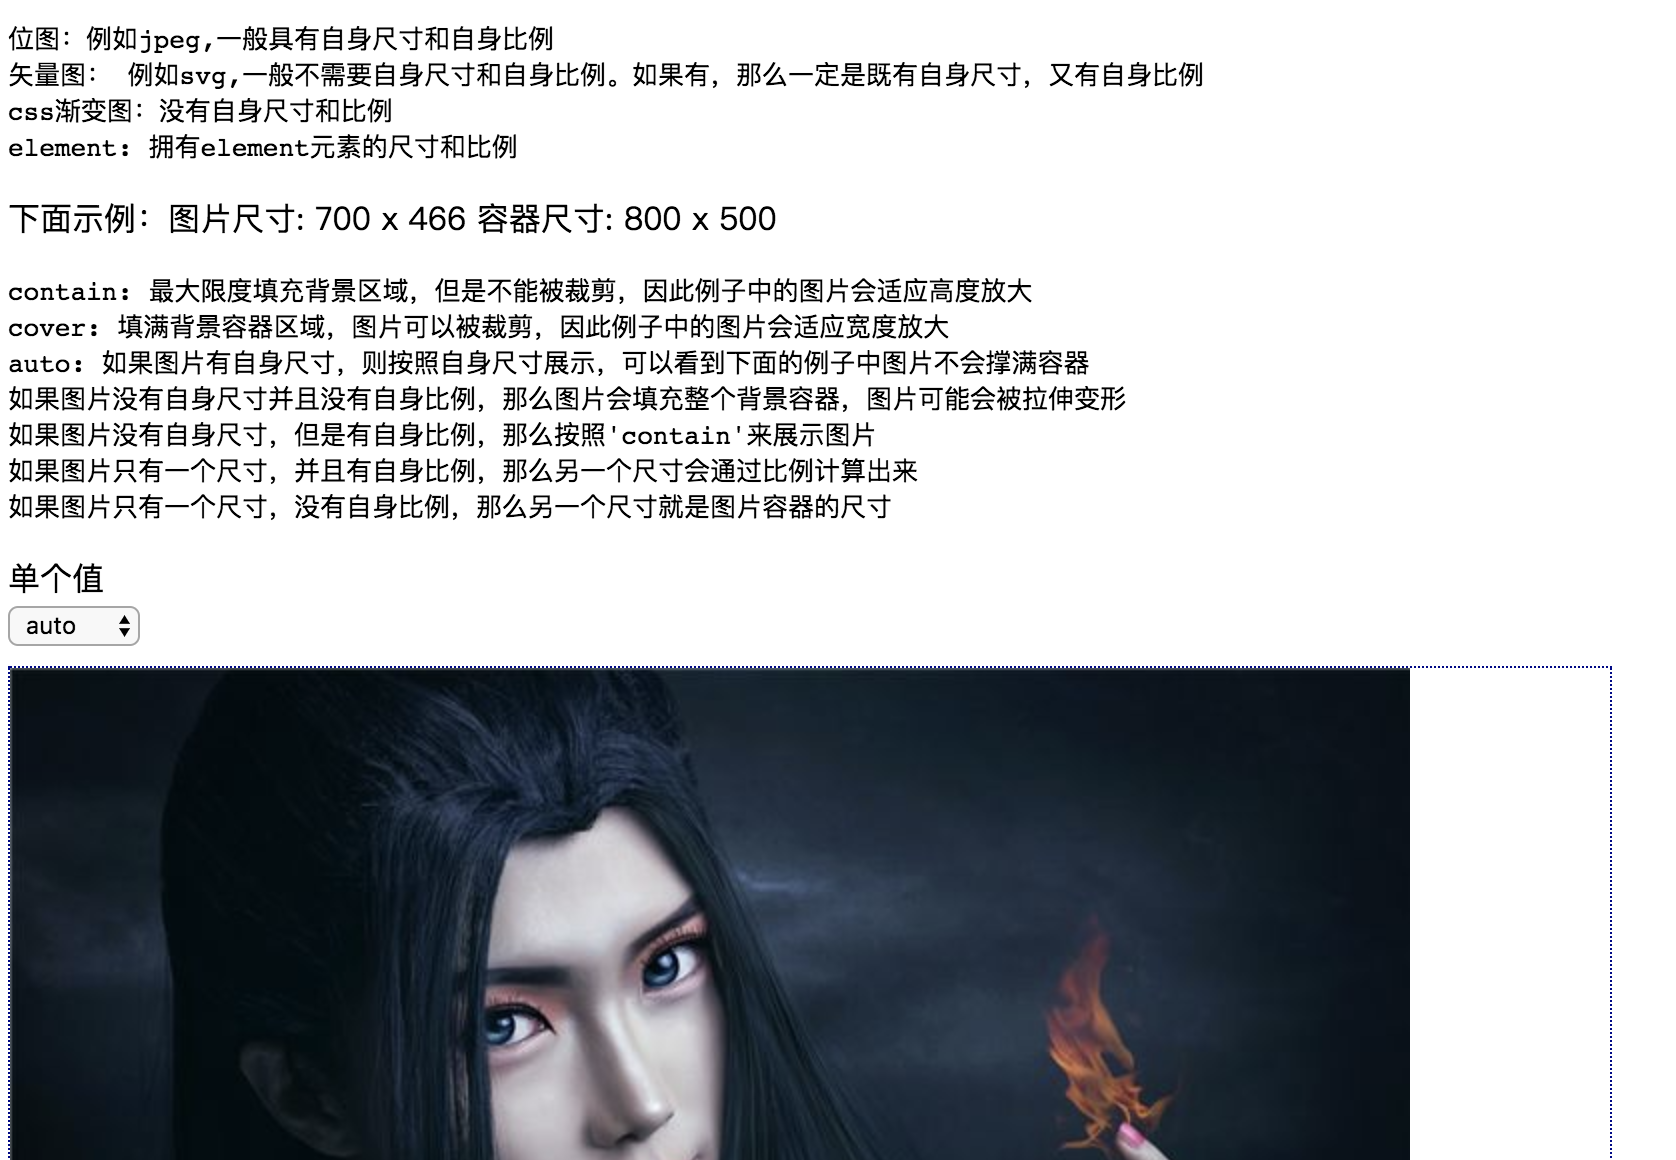 位图：例如jpeg,一般具有自身尺寸和自身比例
矢量图： 例如svg,一般不需要自身尺寸和自身比例。如果有，那么一定是既有自身尺寸，又有自身比例
css渐变图：没有自身尺寸和比例
element：拥有element元素的尺寸和比例
下面示例：图片尺寸: 700 x 466 容器尺寸: 800 x 500
contain：最大限度填充背景区域，但是不能被裁剪，因此例子中的图片会适应高度放大
cover：填满背景容器区域，图片可以被裁剪，因此例子中的图片会适应宽度放大
auto：如果图片有自身尺寸，则按照自身尺寸展示，可以看到下面的例子中图片不会撑满容器
如果图片没有自身尺寸并且没有自身比例，那么图片会填充整个背景容器，图片可能会被拉伸变形
如果图片没有自身尺寸，但是有自身比例，那么按照'contain'来展示图片
如果图片只有一个尺寸，并且有自身比例，那么另一个尺寸会通过比例计算出来
如果图片只有一个尺寸，没有自身比例，那么另一个尺寸就是图片容器的尺寸
单个值
auto